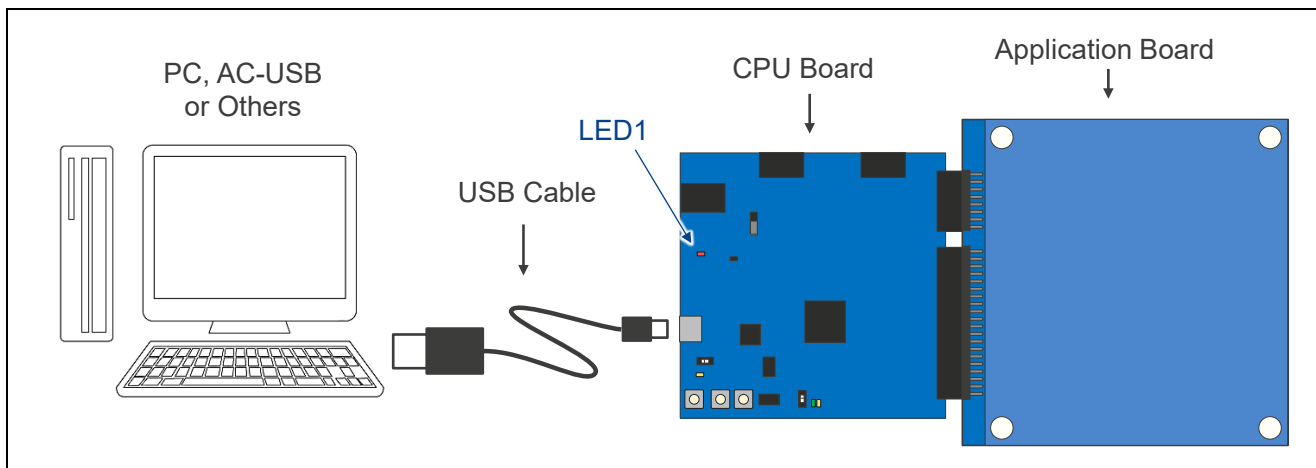 PC, AC-USB
or Others
USB Cable
LED1
CPU Board
Application Board